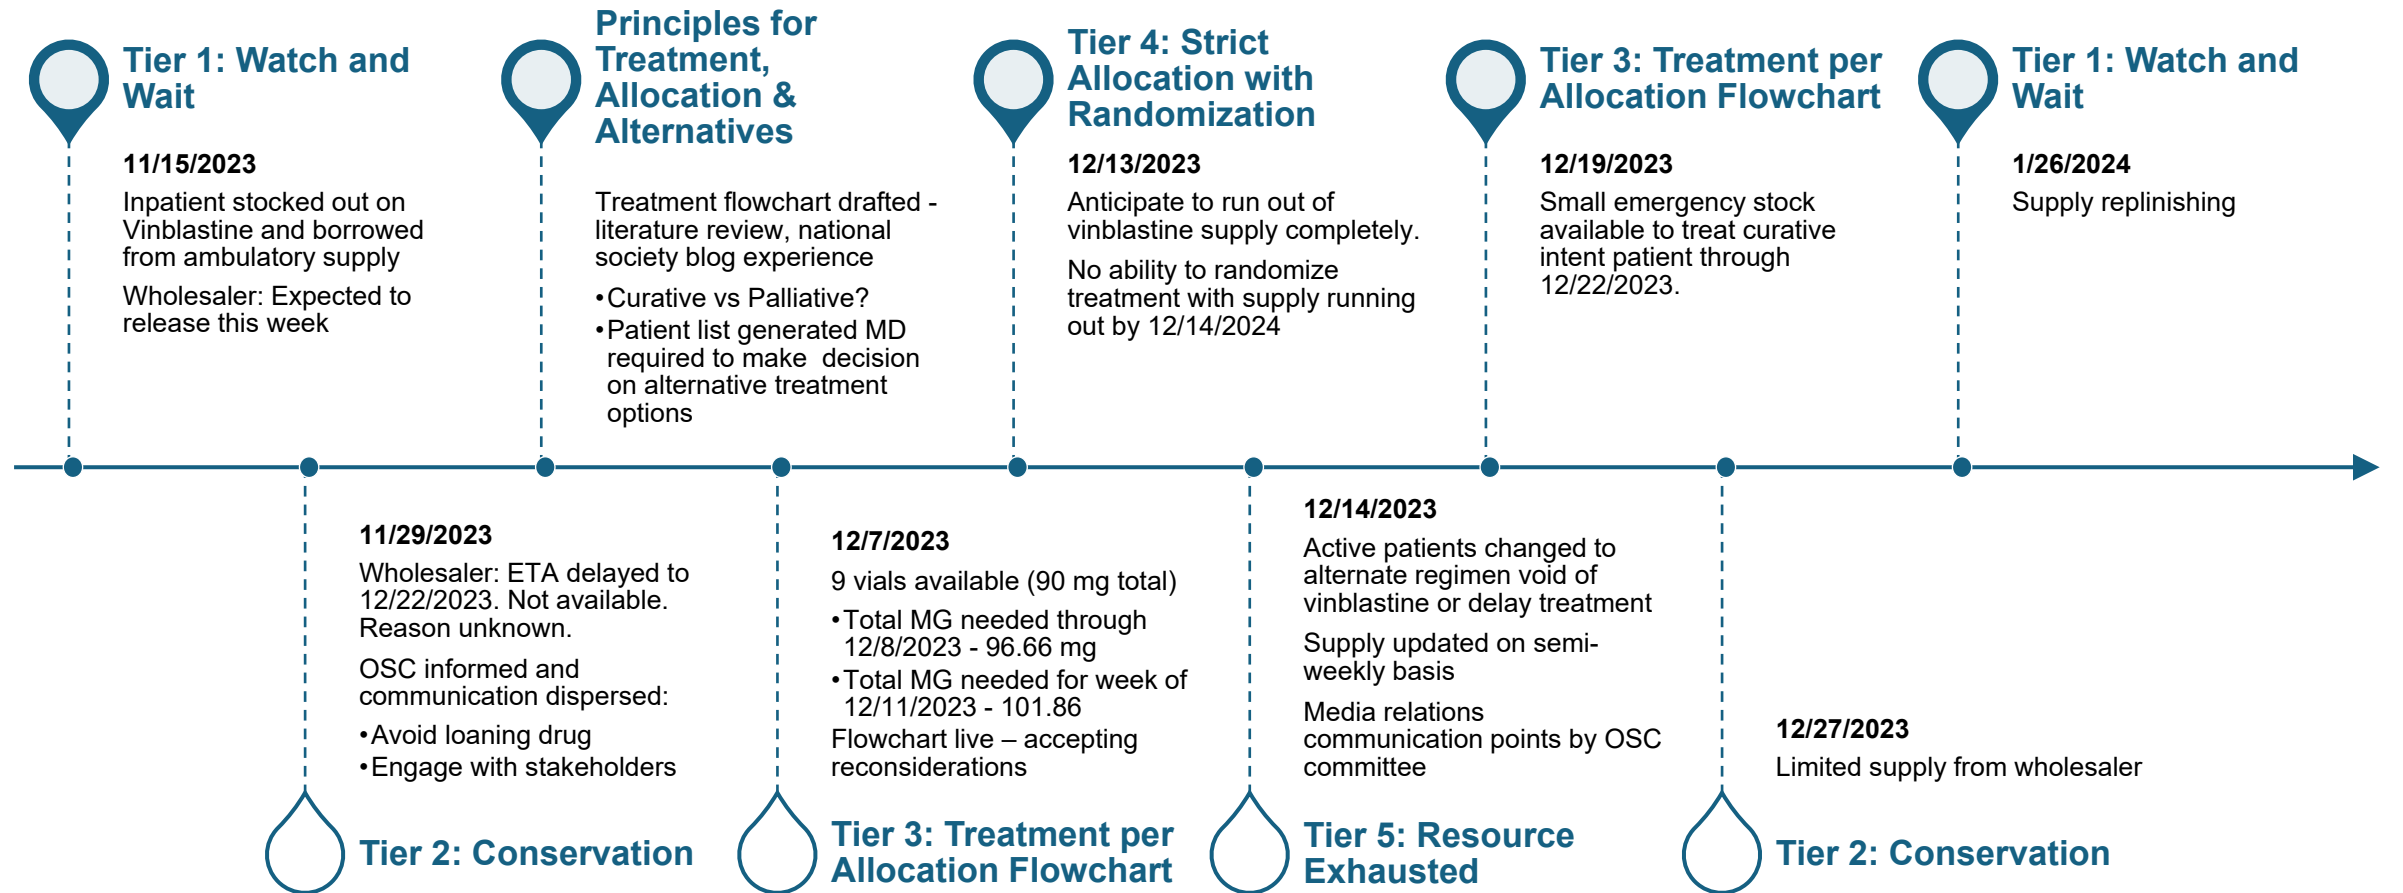 Tier 1: Watch and
Wait
11/15/2023
Inpatient stocked out on
Vinblastine and borrowed
from ambulatory supply
Wholesaler: Expected to
release this week
11/29/2023
Wholesaler: ETA delayed to
12/22/2023. Not available.
Reason unknown.
OSC informed and
communication dispersed:
•Avoid loaning drug
•Engage with stakeholders
Tier 2: Conservation
Principles for
Treatment,
Allocation &
Alternatives
Treatment flowchart drafted -
literature review, national
society blog experience
•Curative vs Palliative?
•Patient list generated MD
required to make  decision
on alternative treatment
options
12/7/2023
9 vials available (90 mg total)
•Total MG needed through
12/8/2023 - 96.66 mg
•Total MG needed for week of
12/11/2023 - 101.86
Flowchart live – accepting
reconsiderations
Tier 3: Treatment per
Allocation Flowchart
Tier 4: Strict
Allocation with
Randomization
12/13/2023
Anticipate to run out of
vinblastine supply completely.
No ability to randomize
treatment with supply running
out by 12/14/2024
12/14/2023
Active patients changed to
alternate regimen void of
vinblastine or delay treatment
Supply updated on semi-
weekly basis
Media relations
communication points by OSC
committee
Tier 5: Resource
Exhausted
Tier 3: Treatment per
Allocation Flowchart
12/19/2023
Small emergency stock
available to treat curative
intent patient through
12/22/2023.
12/27/2023
Limited supply from wholesaler
Tier 2: Conservation
Tier 1: Watch and
Wait
1/26/2024
Supply replinishing